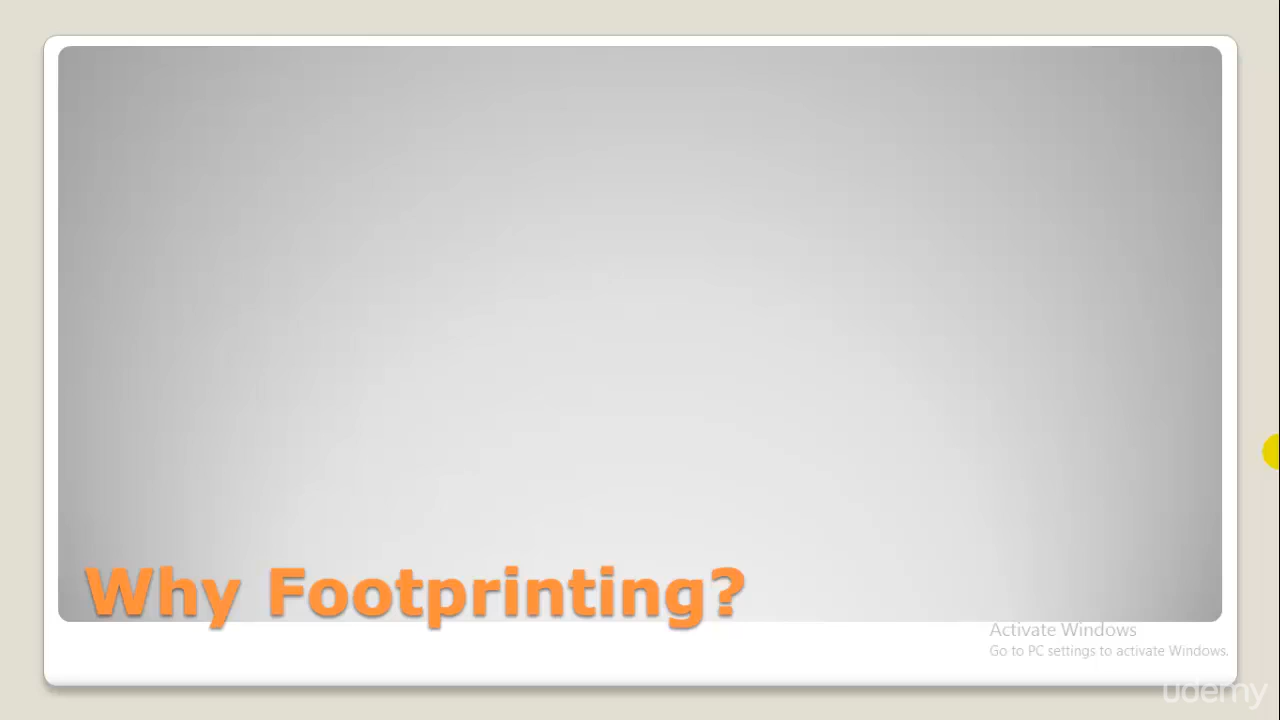 Why Footprinting?
Activate Windows
Go to PC settings to activate Windows.
udemy